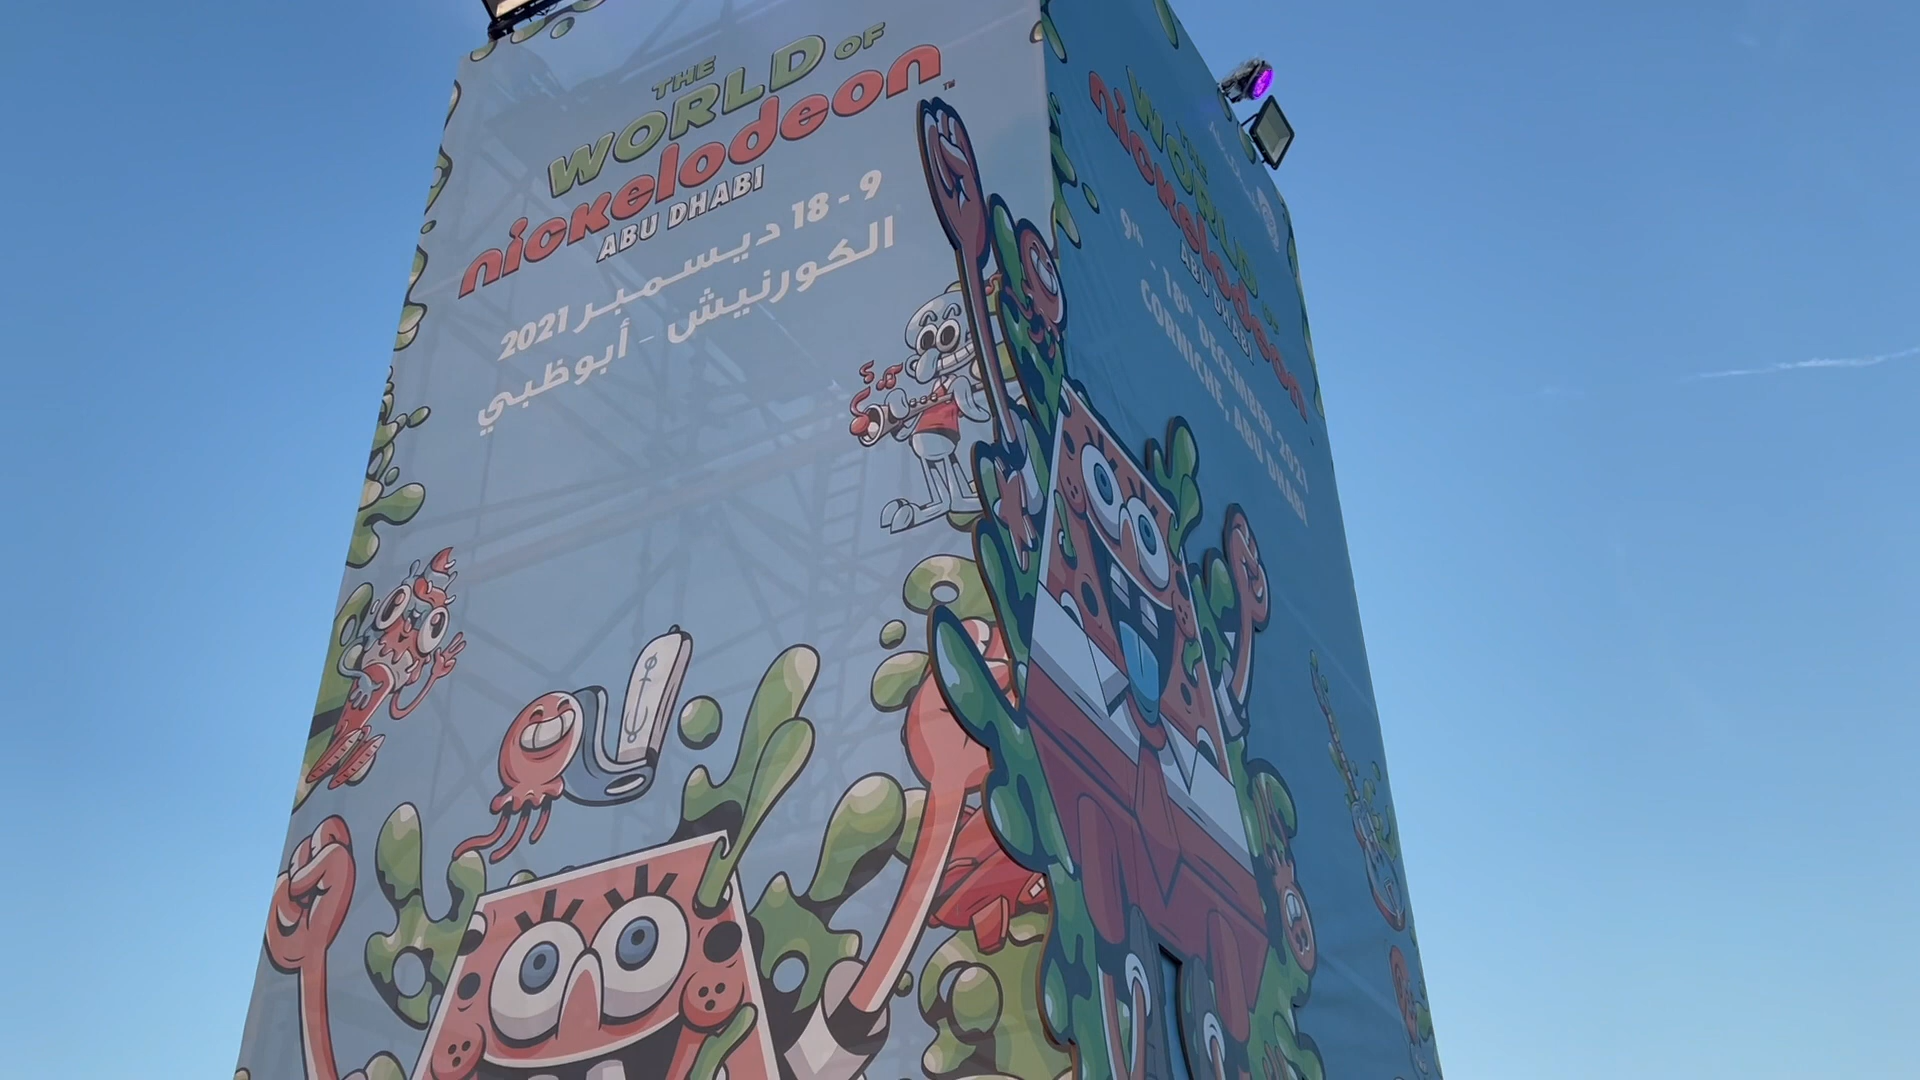 THE
WORLD OF
nickelodeon™
ABU DHABI
9 - 18 ديسمبر 2021
الكورنيش - أبوظبي
THE
WORLD OF
nickelodeon
ABU DHABI
9th - 18th DECEMBER 2021
CORNICHE, ABU DHABI